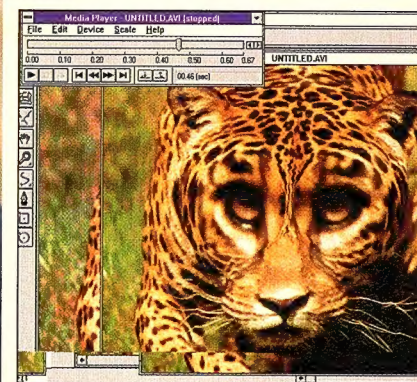 Media Player - UNTITLED.AVI (stopped)
File Edit Device Scale Help
0.00 0.10 0.20 0.30 0.40 0.50 0.60 0.67
00.46 (sec)
UNTITLED.AVI